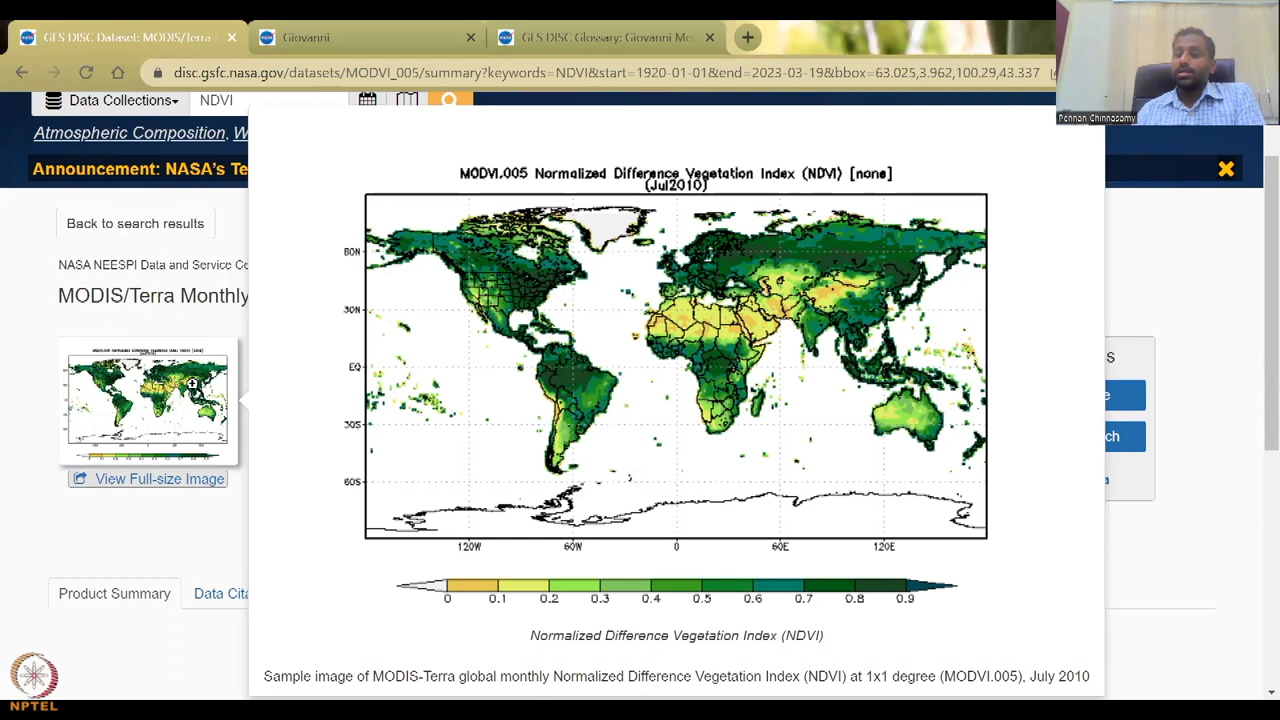 GES DISC Dataset: MODIS/Terra
Giovanni
GES DISC Glossary: Giovanni Me
disc.gsfc.nasa.gov/datasets/MODVI_005/summary?keywords=NDVI&start=1920-01-01&end=2023-03-19&bbox=63.025,3.962,100.29,43.337
Data Collections
NDVI
Atmospheric Composition, W
Announcement: NASA's Te
Pennan Chinnasamy
Back to search results
NASA NEESPI Data and Service Ce
MODIS/Terra Monthly
View Full-size Image
Product Summary
Data Cita
MODVI.005 Normalized Difference Vegetation Index (NDVI) [none]
(Jul2010)
60N
30N
EQ
30S
60S
120W 60W 0 60E 120E
0 0.1 0.2 0.3 0.4 0.5 0.6 0.7 0.8 0.9
Normalized Difference Vegetation Index (NDVI)
Sample image of MODIS-Terra global monthly Normalized Difference Vegetation Index (NDVI) at 1x1 degree (MODVI.005), July 2010
s
e
ch
NPTEL